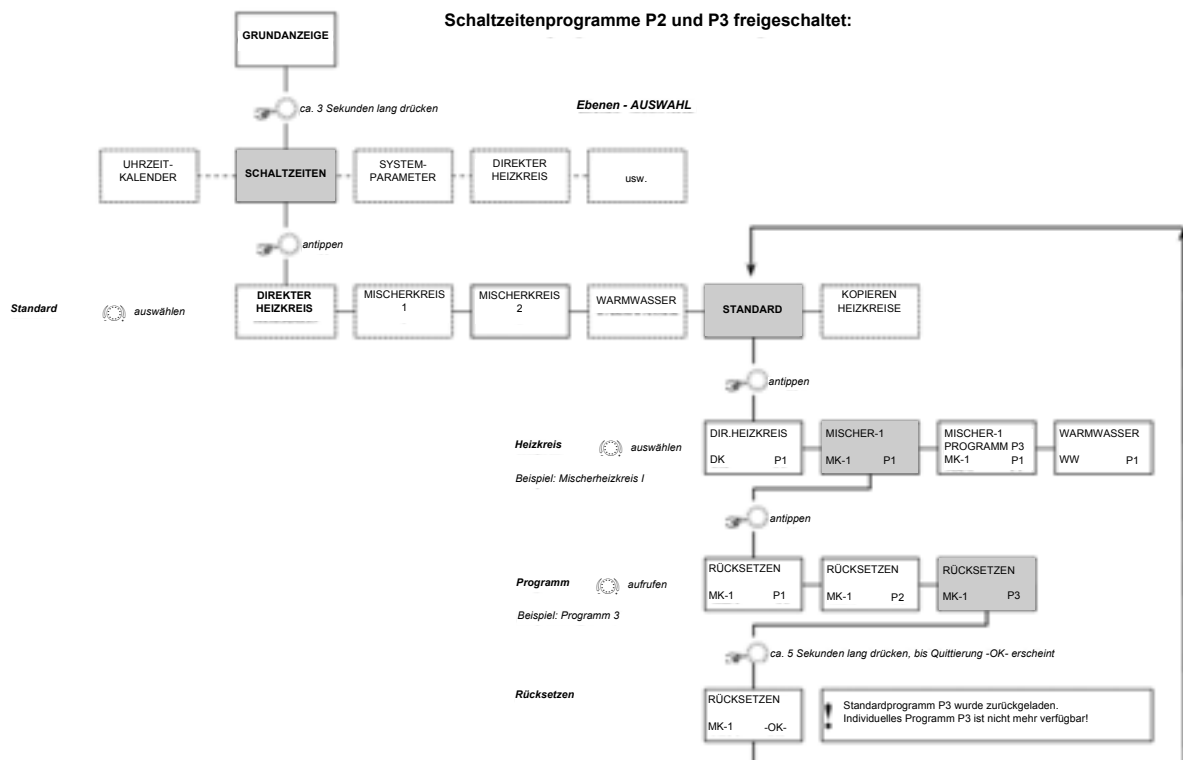 Schaltzeitenprogramme P2 und P3 freigeschaltet:
GRUNDANZEIGE
ca. 3 Sekunden lang drücken
Ebenen - AUSWAHL
UHRZEIT-
KALENDER
SCHALTZEITEN
SYSTEM-
PARAMETER
DIREKTER
HEIZKREIS
usw.
antippen
Standard
auswählen
DIREKTER
HEIZKREIS
MISCHERKREIS
1
MISCHERKREIS
2
WARMWASSER
STANDARD
KOPIEREN
HEIZKREISE
antippen
Heizkreis
auswählen
Beispiel: Mischerheizkreis I
DIR.HEIZKREIS
DK P1
MISCHER-1
MK-1 P1
MISCHER-1
PROGRAMM P3
MK-1 P1
WARMWASSER
WW P1
antippen
Programm
aufrufen
Beispiel: Programm 3
RÜCKSETZEN
MK-1 P1
RÜCKSETZEN
MK-1 P2
RÜCKSETZEN
MK-1 P3
ca. 5 Sekunden lang drücken, bis Quittierung -OK- erscheint
Rücksetzen
RÜCKSETZEN
MK-1 -OK-
! Standardprogramm P3 wurde zurückgeladen.
Individuelles Programm P3 ist nicht mehr verfügbar!